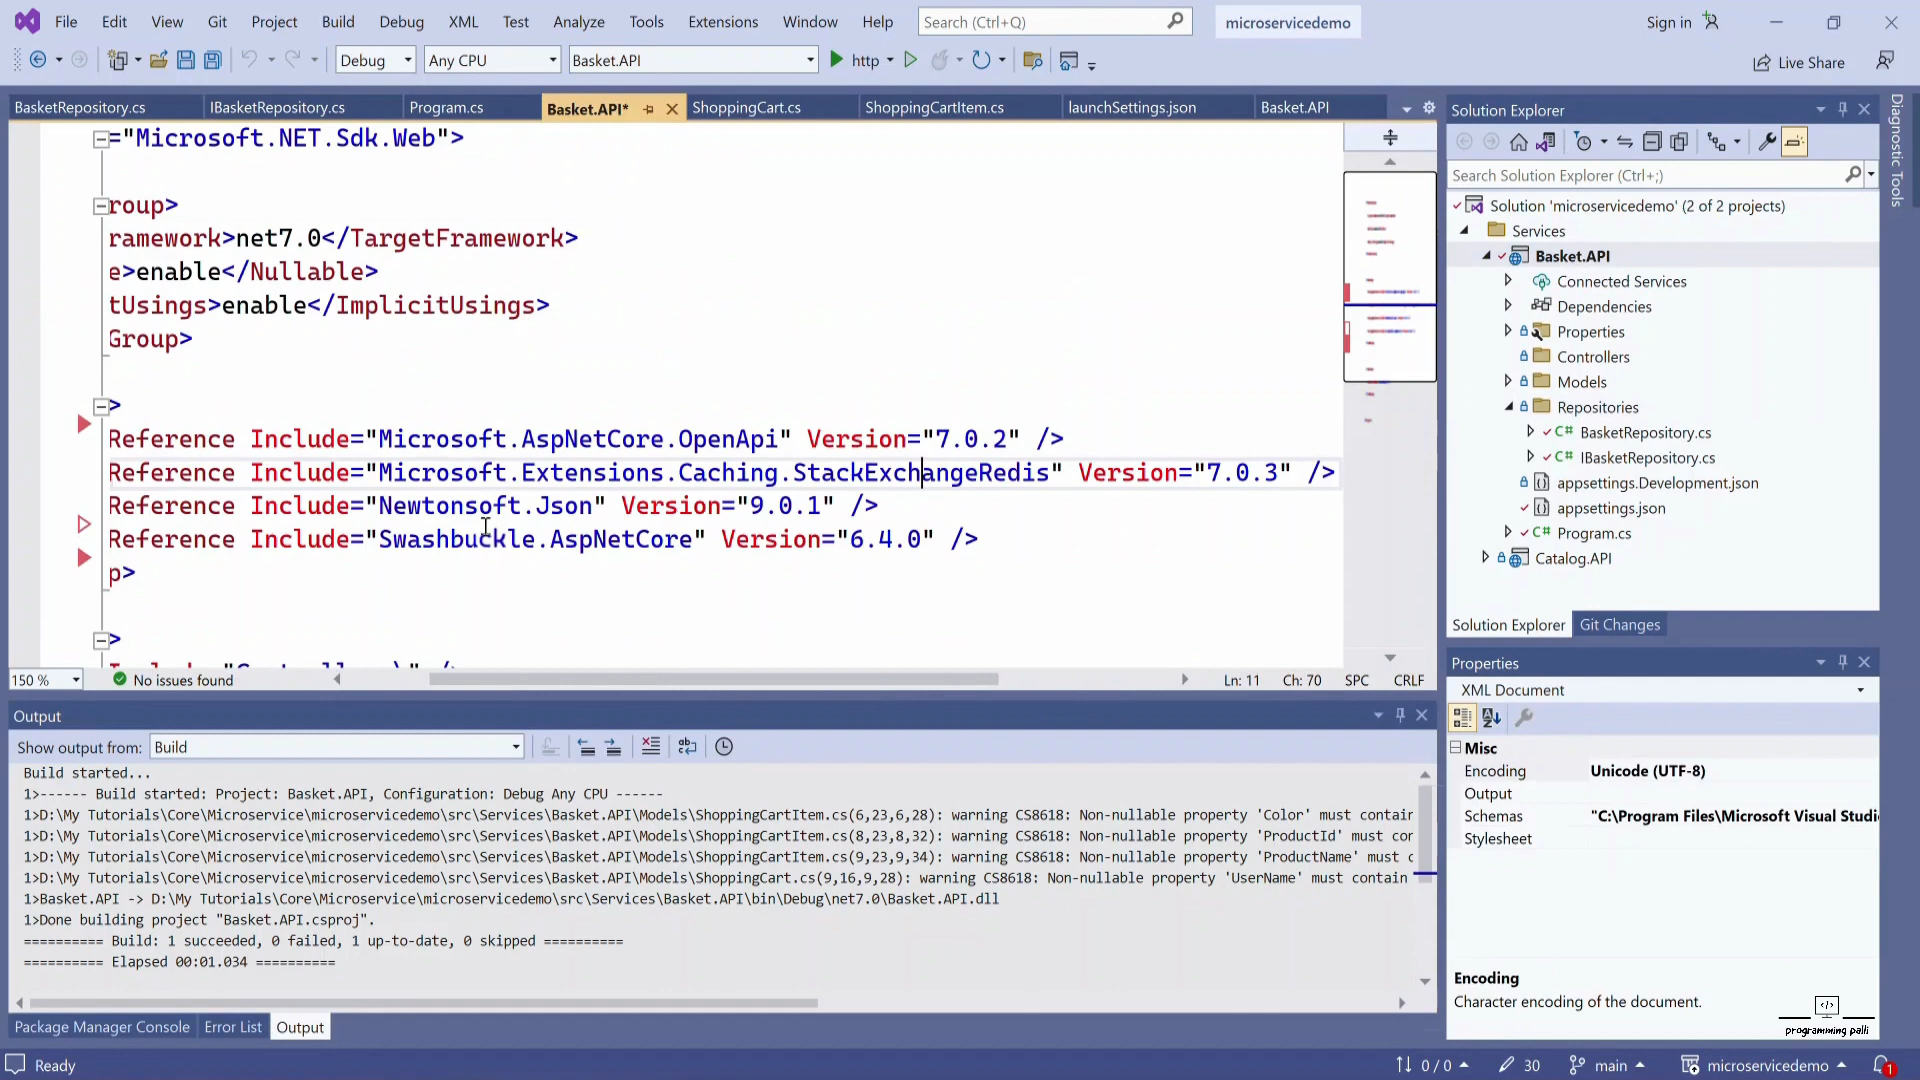 File Edit View Git Project Build Debug XML Test Analyze Tools Extensions Window Help Search (Ctrl+Q) microservicedemo Sign in
Debug Any CPU Basket.API http Live Share
BasketRepository.cs IBasketRepository.cs Program.cs Basket.API* ShoppingCart.cs ShoppingCartItem.cs launchSettings.json Basket.API
="Microsoft.NET.Sdk.Web">
roup>
ramework>net7.0</TargetFramework>
e>enable</Nullable>
tUsings>enable</ImplicitUsings>
Group>
>
Reference Include="Microsoft.AspNetCore.OpenApi" Version="7.0.2" />
Reference Include="Microsoft.Extensions.Caching.StackExchangeRedis" Version="7.0.3" />
Reference Include="Newtonsoft.Json" Version="9.0.1" />
Reference Include="Swashbuckle.AspNetCore" Version="6.4.0" />
p>
>
150 % No issues found Ln: 11 Ch: 70 SPC CRLF
Output
Show output from: Build
Build started...
1>------ Build started: Project: Basket.API, Configuration: Debug Any CPU ------
1>D:\My Tutorials\Core\Microservice\microservicedemo\src\Services\Basket.API\Models\ShoppingCartItem.cs(6,23,6,28): warning CS8618: Non-nullable property 'Color' must contain
1>D:\My Tutorials\Core\Microservice\microservicedemo\src\Services\Basket.API\Models\ShoppingCartItem.cs(8,23,8,32): warning CS8618: Non-nullable property 'ProductId' must cor
1>D:\My Tutorials\Core\Microservice\microservicedemo\src\Services\Basket.API\Models\ShoppingCartItem.cs(9,23,9,34): warning CS8618: Non-nullable property 'ProductName' must c
1>D:\My Tutorials\Core\Microservice\microservicedemo\src\Services\Basket.API\Models\ShoppingCart.cs(9,16,9,28): warning CS8618: Non-nullable property 'UserName' must contain
1>Basket.API -> D:\My Tutorials\Core\Microservice\microservicedemo\src\Services\Basket.API\bin\Debug\net7.0\Basket.API.dll
1>Done building project "Basket.API.csproj".
========== Build: 1 succeeded, 0 failed, 1 up-to-date, 0 skipped ==========
========== Elapsed 00:01.034 ==========
Package Manager Console Error List Output
Solution Explorer
Search Solution Explorer (Ctrl+;)
Solution 'microservicedemo' (2 of 2 projects)
Services
Basket.API
Connected Services
Dependencies
Properties
Controllers
Models
Repositories
C# BasketRepository.cs
C# IBasketRepository.cs
appsettings.Development.json
appsettings.json
C# Program.cs
Catalog.API
Solution Explorer Git Changes
Properties
XML Document
Misc
Encoding Unicode (UTF-8)
Output
Schemas "C:\Program Files\Microsoft Visual Studi
Stylesheet
Encoding
Character encoding of the document.
programming palli
Diagnostic Tools
Ready 0 / 0 30 main microservicedemo 1